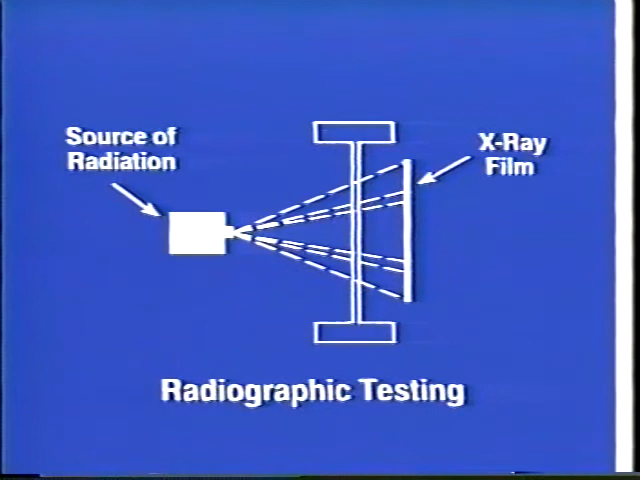 Source of
Radiation
X-Ray
Film
Radiographic Testing